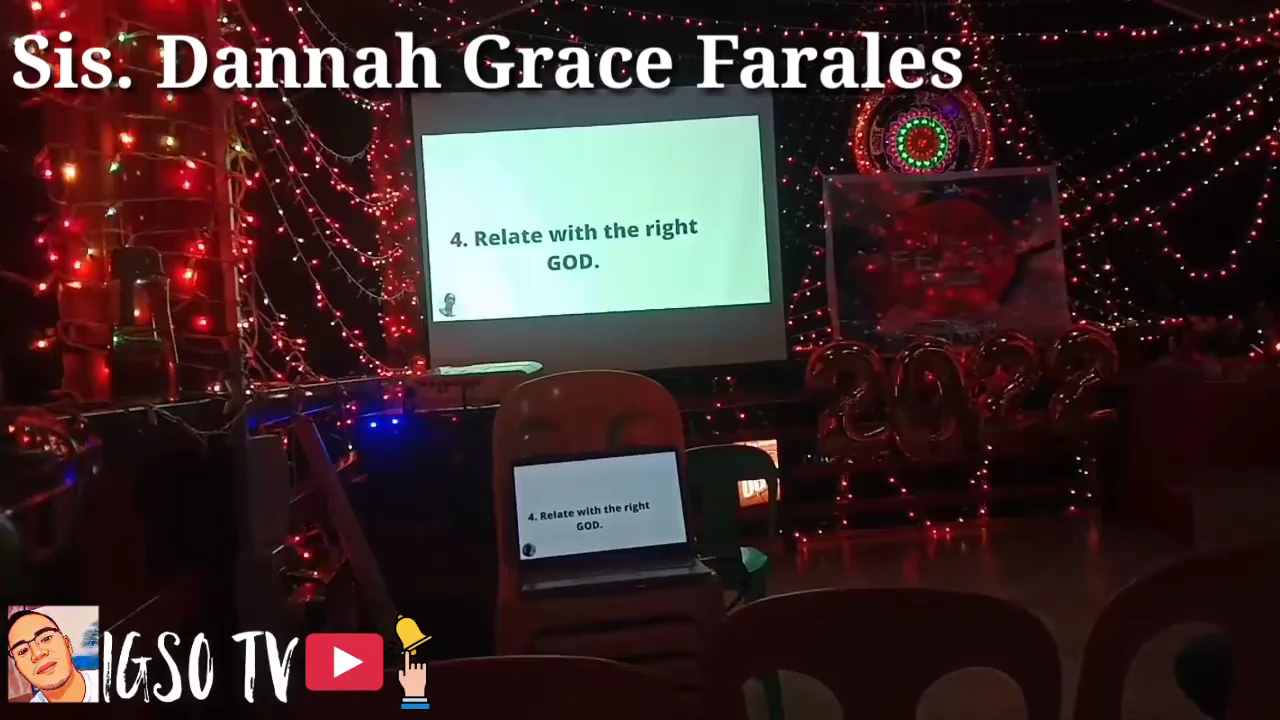 Sis. Dannah Grace Farales
4. Relate with the right
GOD.
2022
4. Relate with the right
GOD.
IGSO TV